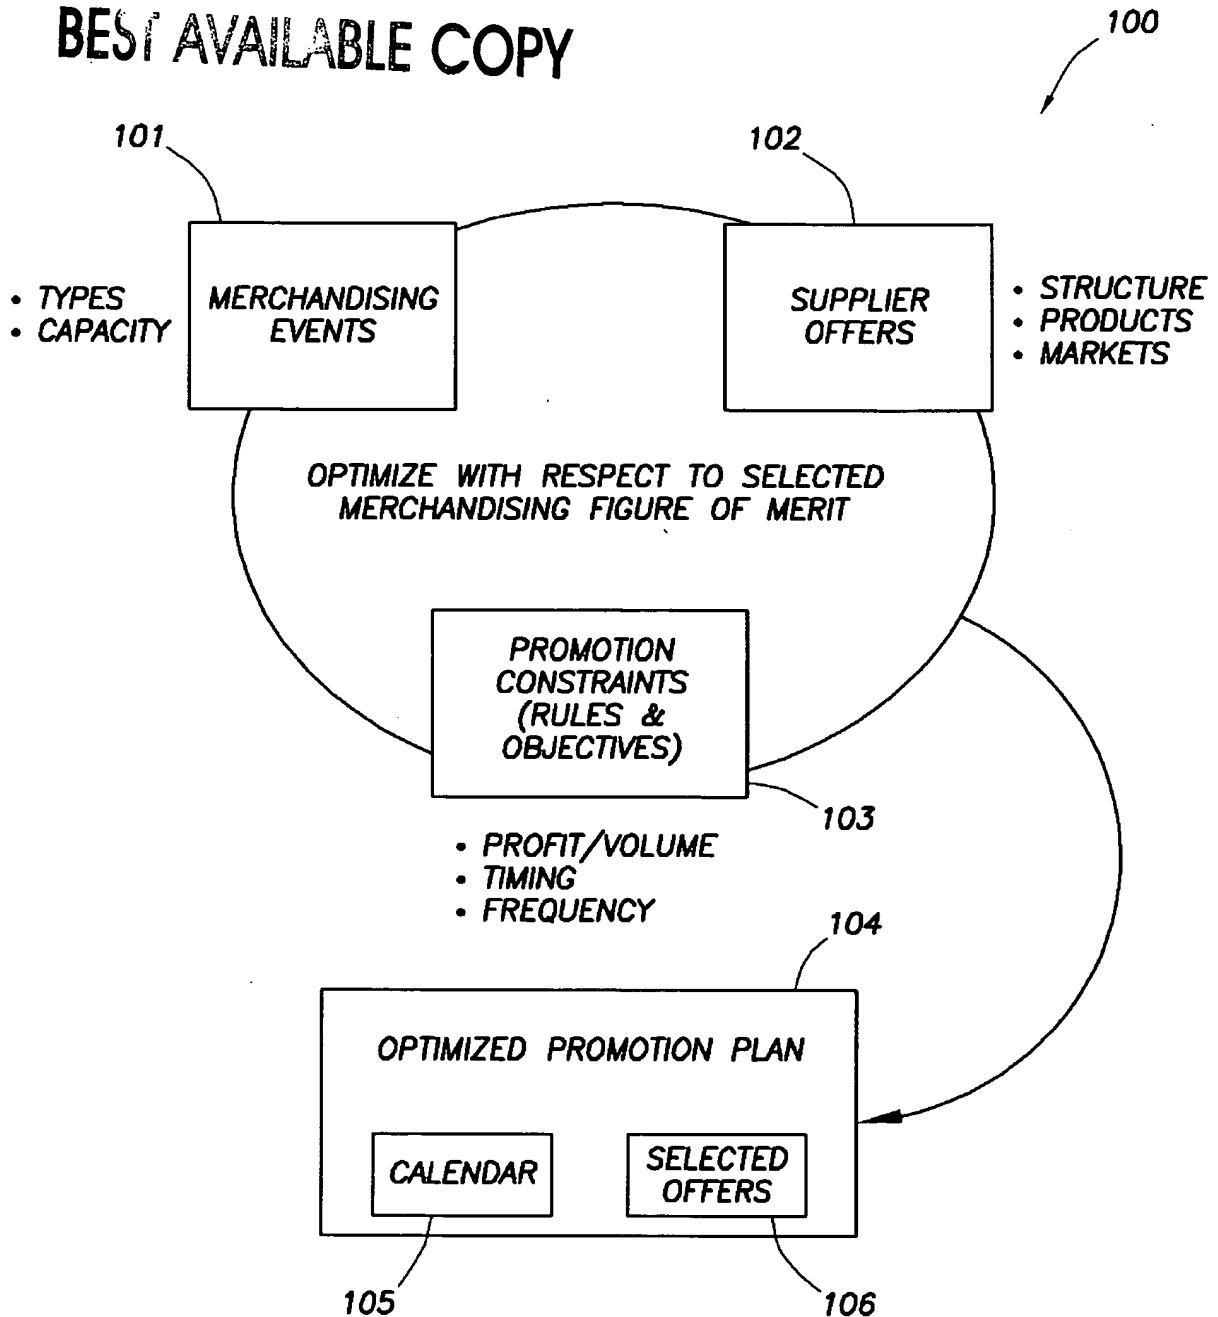 BEST AVAILABLE COPY
100
101
102
MERCHANDISING
EVENTS
• TYPES
• CAPACITY
SUPPLIER
OFFERS
• STRUCTURE
• PRODUCTS
• MARKETS
OPTIMIZE WITH RESPECT TO SELECTED
MERCHANDISING FIGURE OF MERIT
PROMOTION
CONSTRAINTS
(RULES &
OBJECTIVES)
103
• PROFIT/VOLUME
• TIMING
• FREQUENCY
104
OPTIMIZED PROMOTION PLAN
CALENDAR
SELECTED
OFFERS
105
106